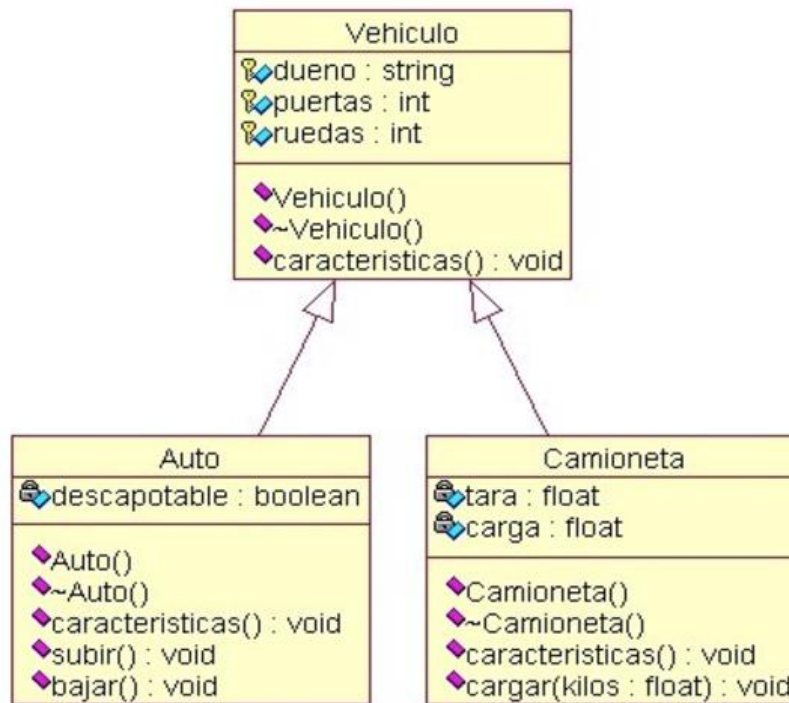 Vehiculo
dueno : string
puertas : int
ruedas : int
Vehiculo()
~Vehiculo()
caracteristicas() : void
Auto
descapotable : boolean
Auto()
~Auto()
caracteristicas() : void
subir() : void
bajar() : void
Camioneta
tara : float
carga : float
Camioneta()
~Camioneta()
caracteristicas() : void
cargar(kilos : float) : void